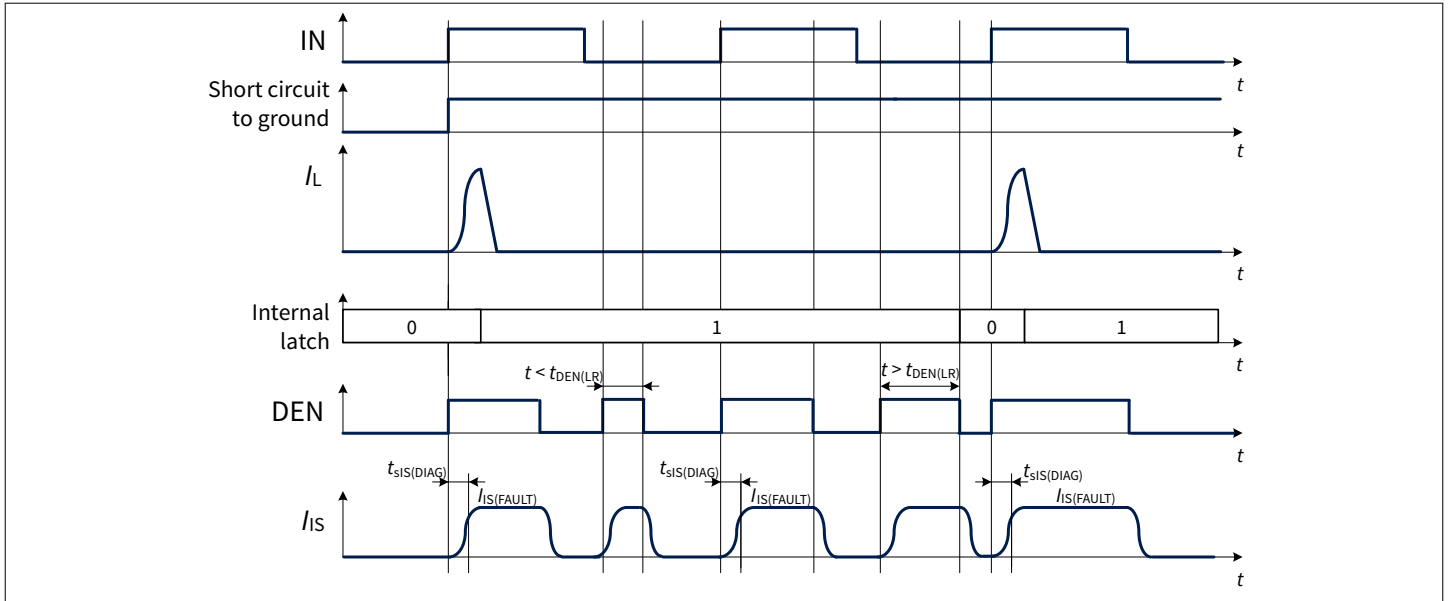 IN
t
Short circuit
to ground
t
IL
t
Internal
latch
0
1
0
1
t
t < tDEN(LR)
t > tDEN(LR)
DEN
t
tsIS(DIAG)
tsIS(DIAG)
tsIS(DIAG)
IIS(FAULT)
IIS(FAULT)
IIS(FAULT)
IIS
t